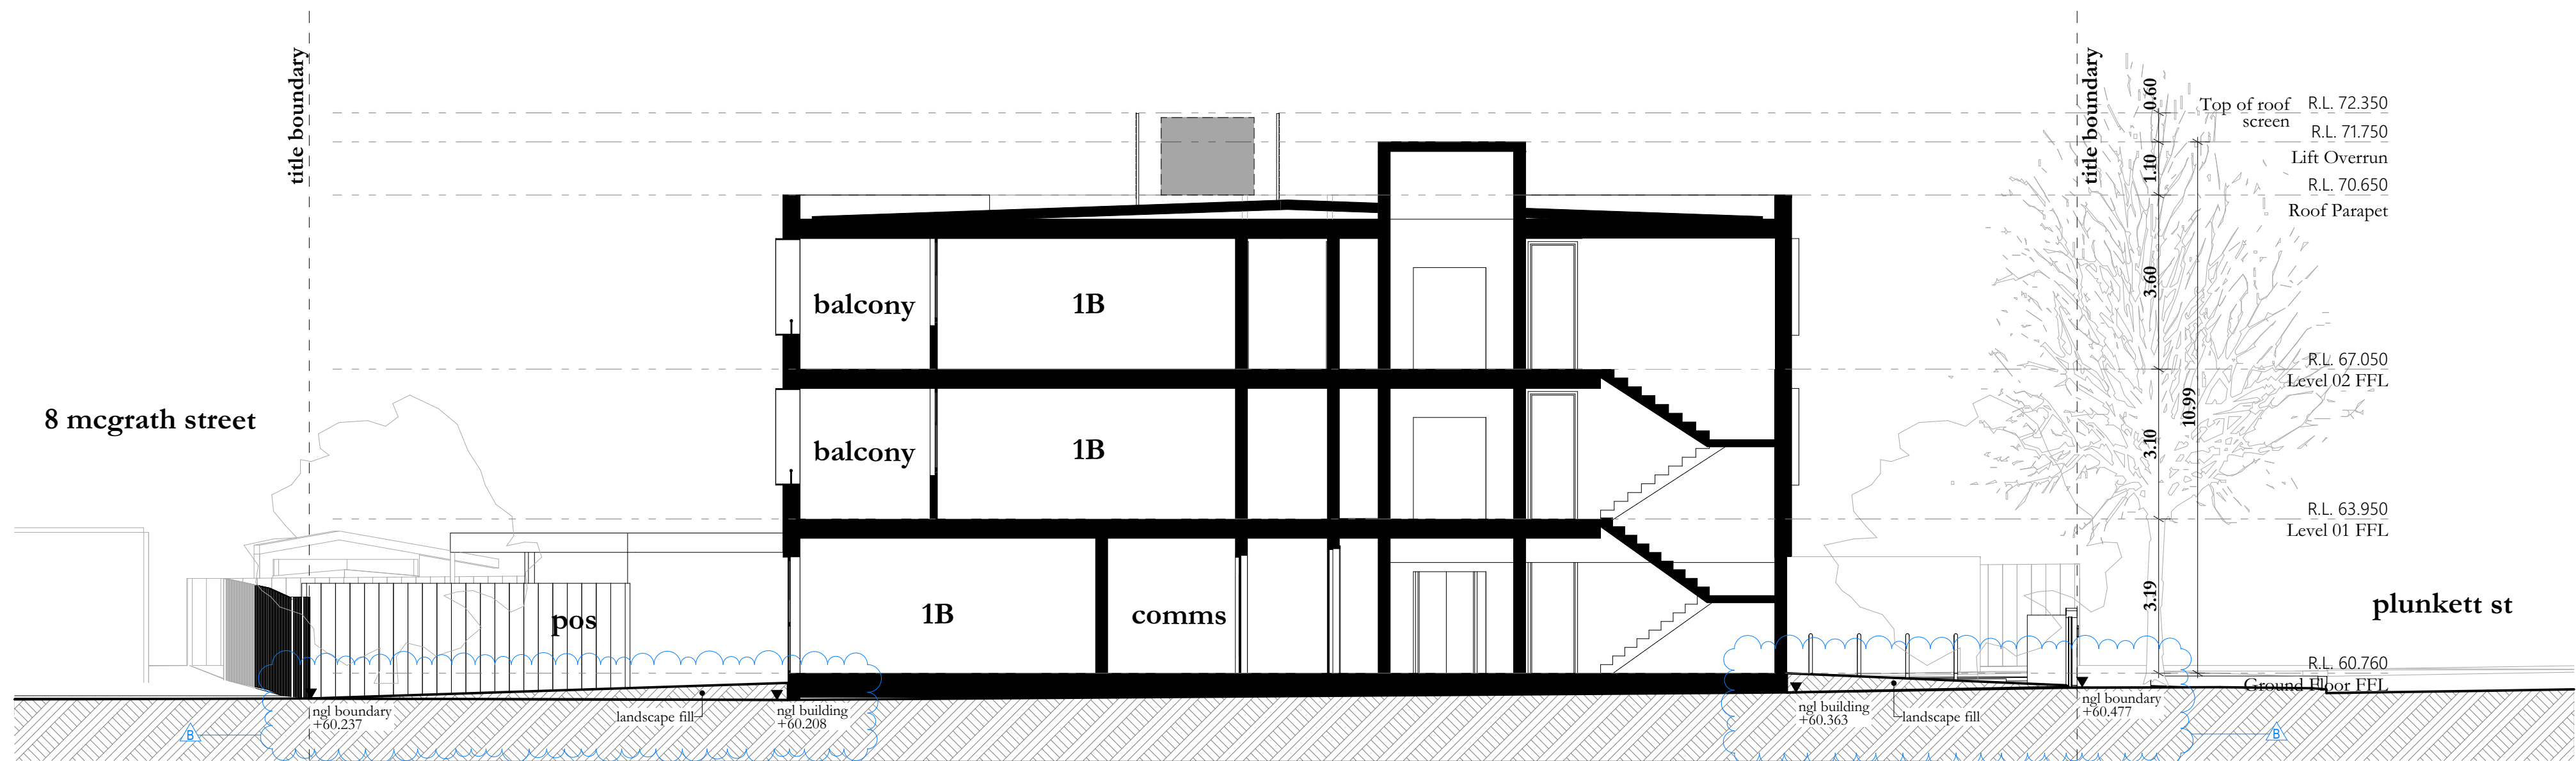 title boundary
title boundary
0.60
Top of roof
screen
R.L. 72.350
R.L. 71.750
Lift Overrun
1.10
R.L. 70.650
Roof Parapet
3.60
balcony
1B
R.L. 67.050
Level 02 FFL
10.99
8 mcgrath street
balcony
1B
3.10
R.L. 63.950
Level 01 FFL
3.19
pos
1B
comms
plunkett st
R.L. 60.760
Ground Floor FFL
ngl boundary
+60.237
landscape fill
ngl building
+60.208
ngl building
+60.363
landscape fill
ngl boundary
+60.477
B
B